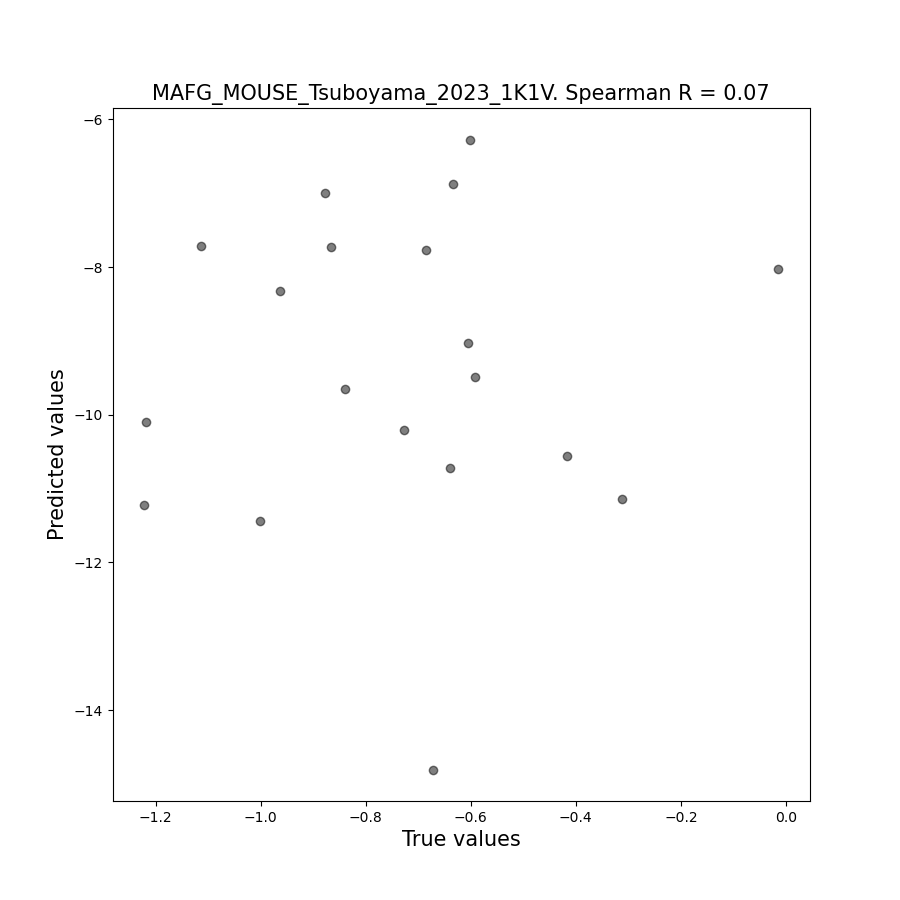 MAFG_MOUSE_Tsuboyama_2023_1K1V. Spearman R = 0.07
−6
−8
−10
−12
−14
Predicted values
−1.2 −1.0 −0.8 −0.6 −0.4 −0.2 0.0
True values